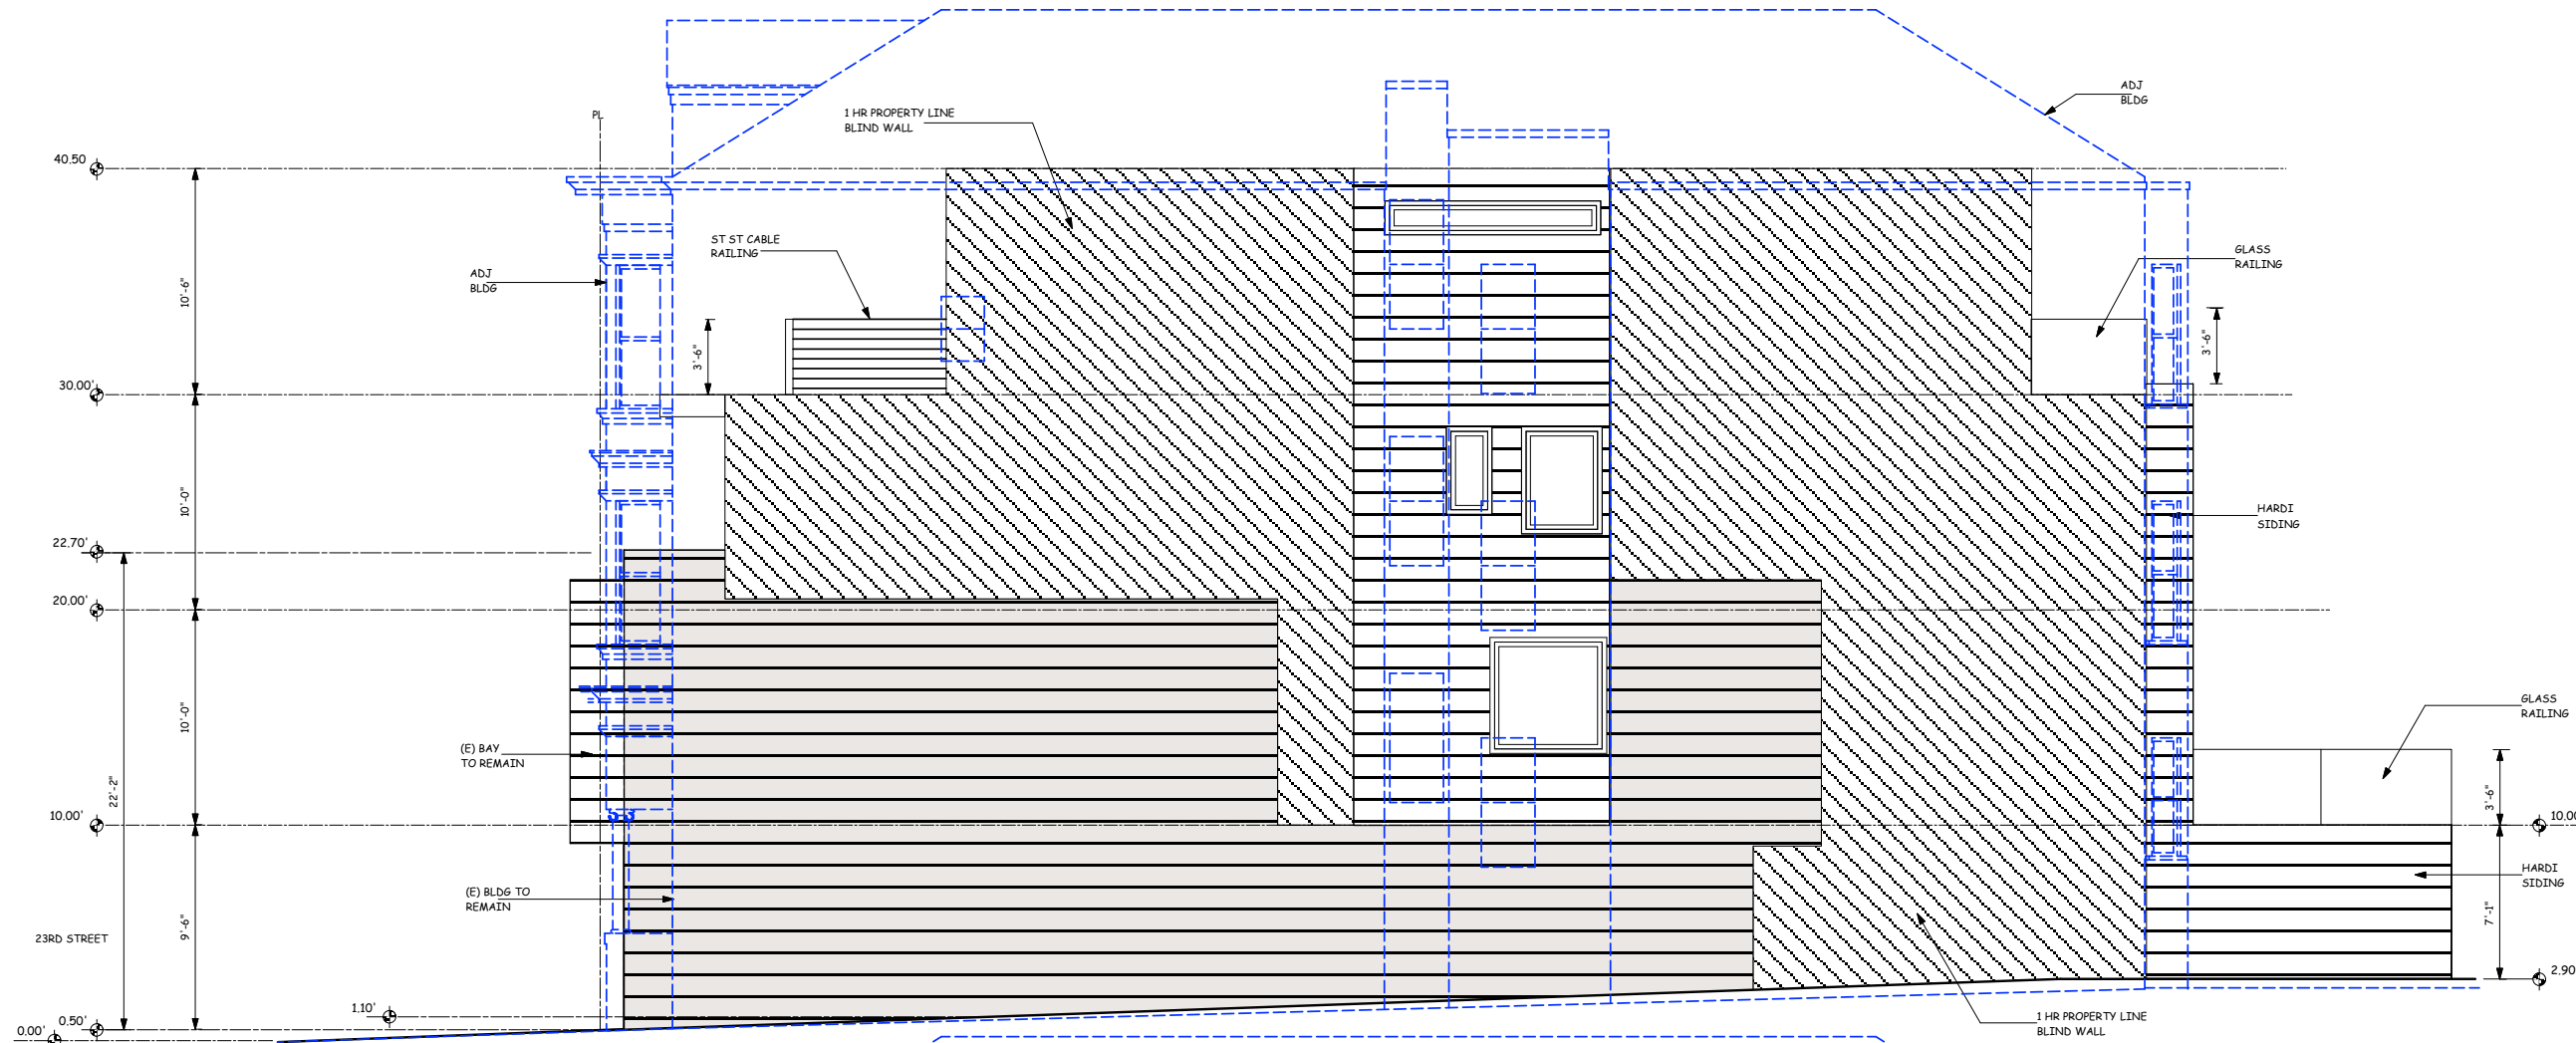 ADJ
BLDG
1 HR PROPERTY LINE
BLIND WALL
PL
40.50
ST ST CABLE
RAILING
GLASS
RAILING
ADJ
BLDG
10'-6"
3'-6"
3'-6"
30.00'
10'-0"
HARDI
SIDING
22.70'
20.00'
10'-0"
GLASS
RAILING
(E) BAY
TO REMAIN
22'-2"
3'-6"
10.00'
10.00
HARDI
SIDING
(E) BLDG TO
REMAIN
9'-6"
7'-1"
23RD STREET
2.90
1.10'
1 HR PROPERTY LINE
BLIND WALL
0.50'
0.00'